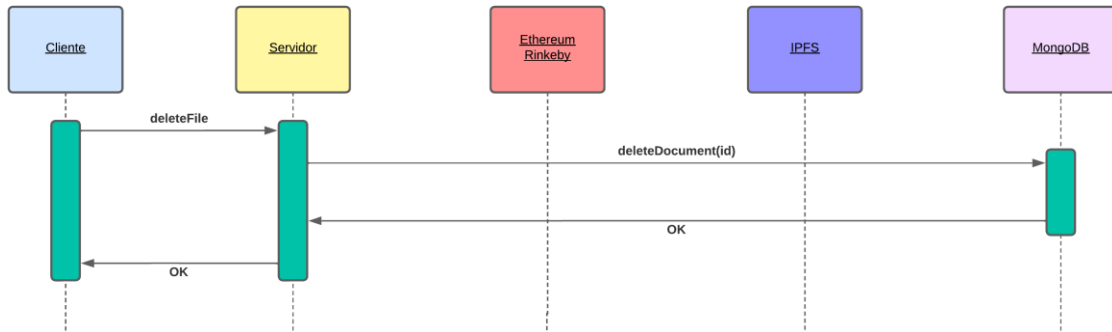 Cliente
Servidor
Ethereum
Rinkeby
IPFS
MongoDB
deleteFile
deleteDocument(id)
OK
OK